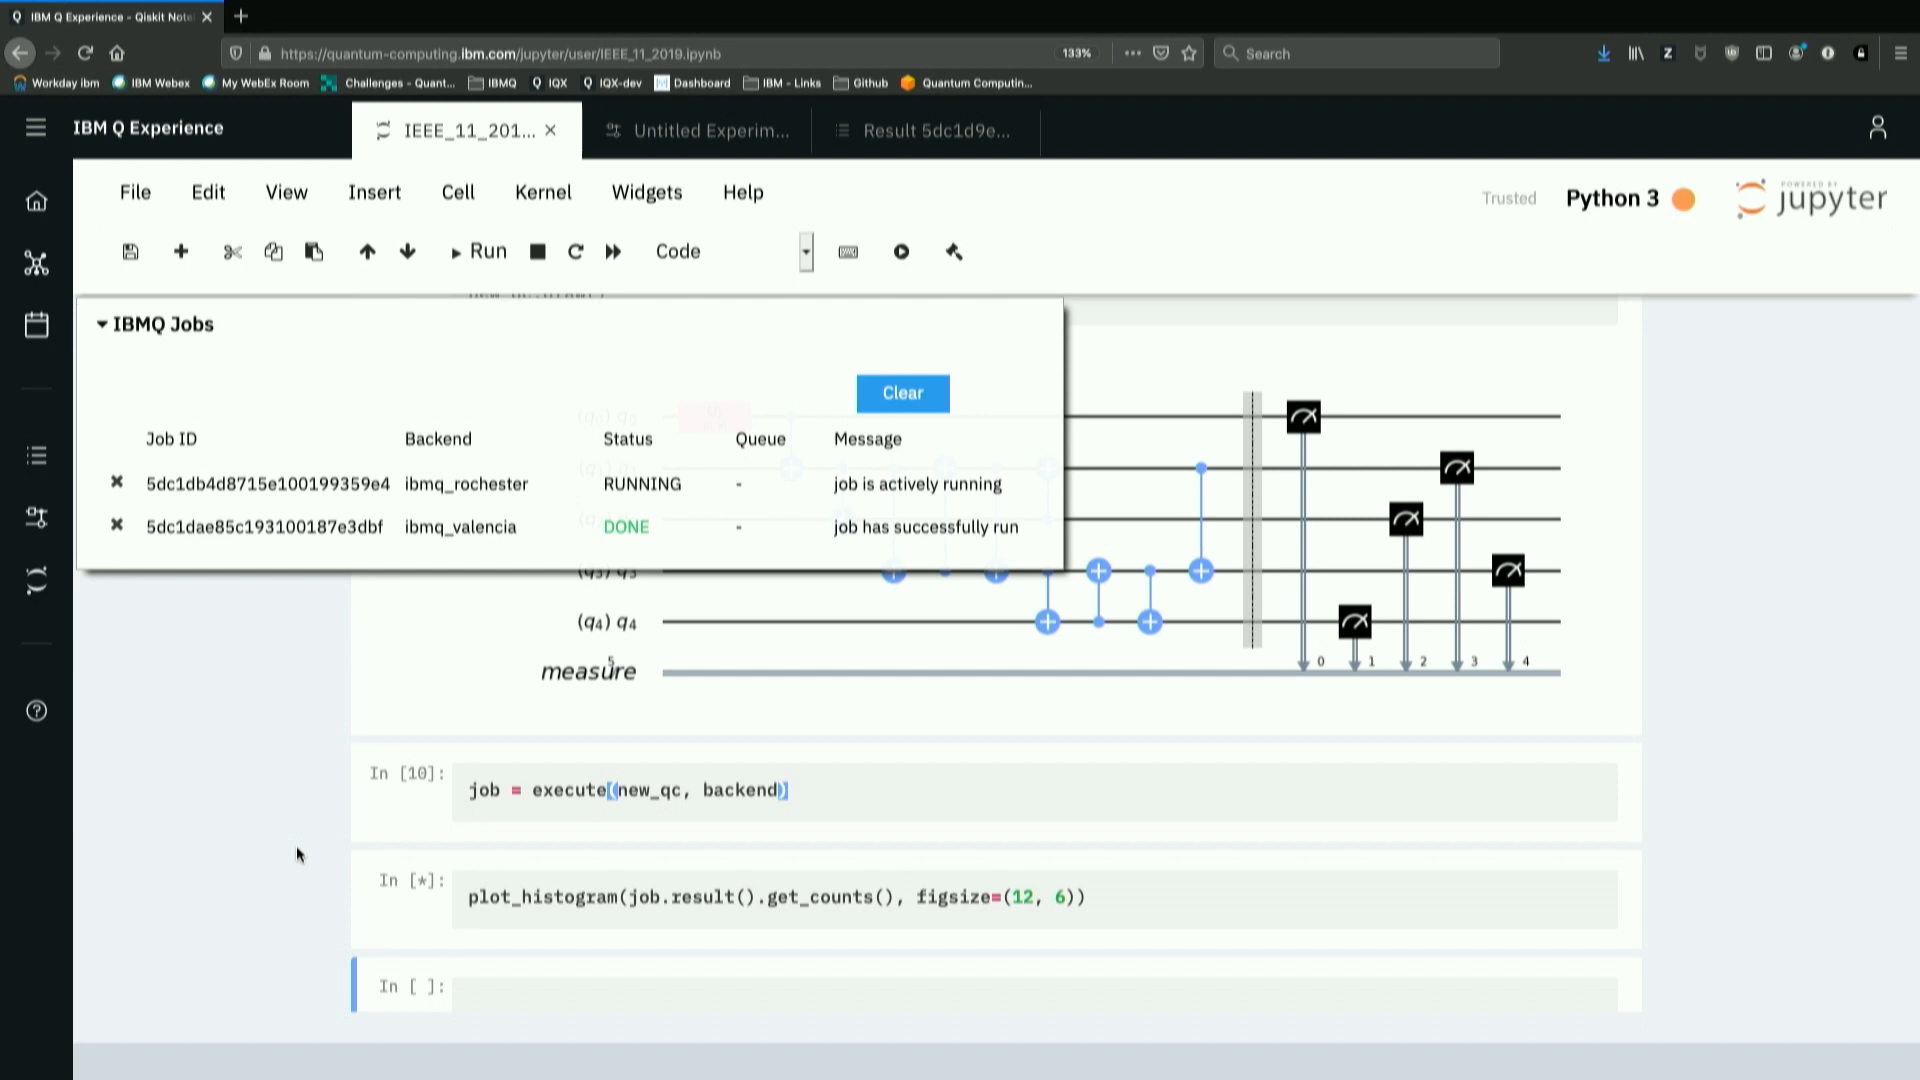 Q IBM Q Experience - Qiskit Note
https://quantum-computing.ibm.com/jupyter/user/IEEE_11_2019.ipynb 133% Search
Workday ibm IBM Webex My WebEx Room Challenges - Quant... IBMQ Q IQX Q IQX-dev Dashboard IBM - Links Github Quantum Computin...
IBM Q Experience IEEE_11_201... Untitled Experim... Result 5dc1d9e...
File Edit View Insert Cell Kernel Widgets Help Trusted Python 3 POWERED BY jupyter
Run Code
IBMQ Jobs
Clear
Job ID Backend Status Queue Message
5dc1db4d8715e100199359e4 ibmq_rochester RUNNING - job is actively running
5dc1dae85c193100187e3dbf ibmq_valencia DONE - job has successfully run
(q3) q3
(q4) q4
measure 5 0 1 2 3 4
In [10]: job = execute(new_qc, backend)
In [*]: plot_histogram(job.result().get_counts(), figsize=(12, 6))
In [ ]: